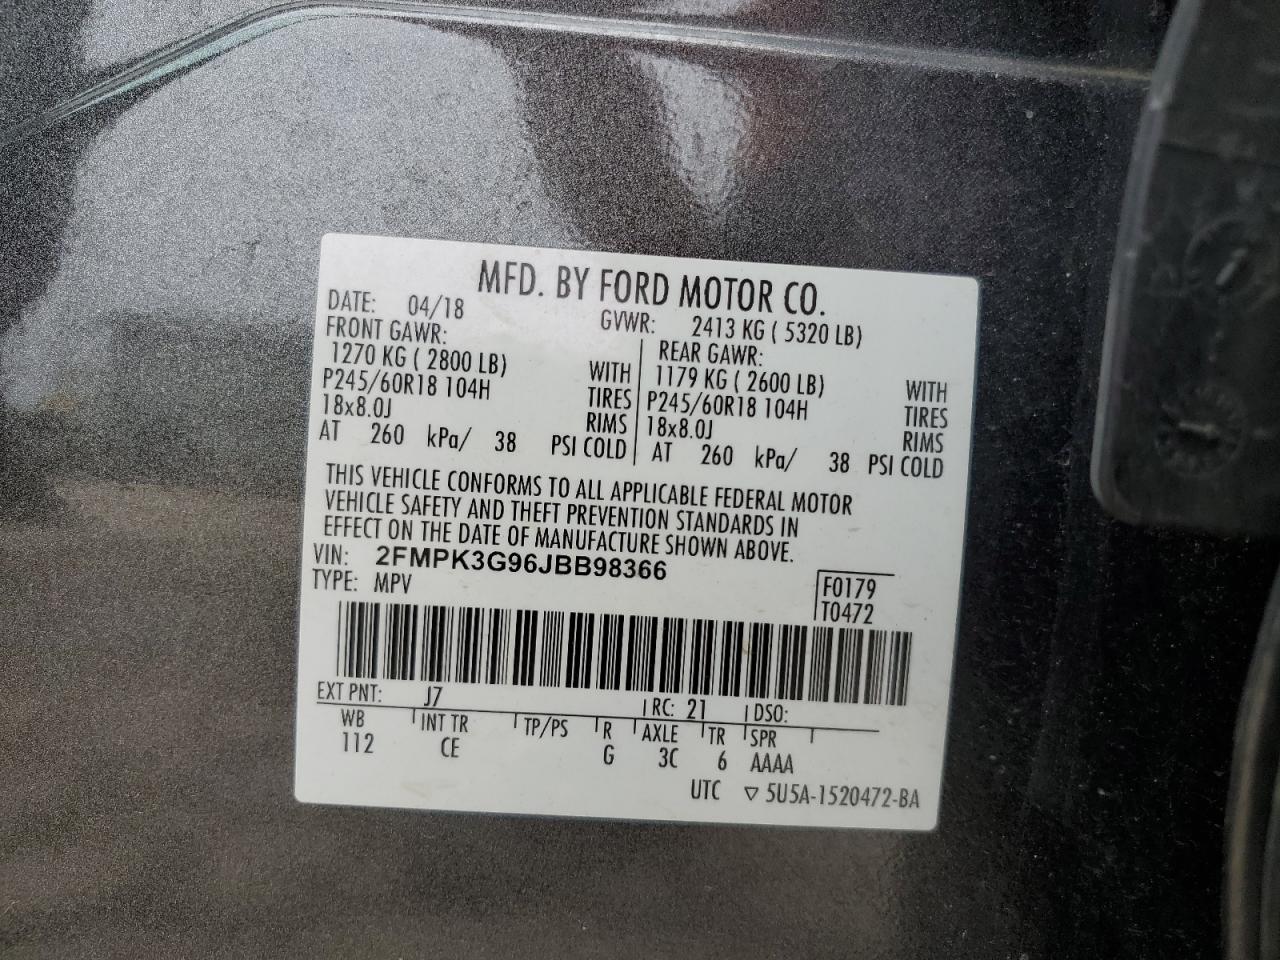 MFD. BY FORD MOTOR CO.
DATE: 04/18 GVWR: 2413 KG ( 5320 LB)
FRONT GAWR: REAR GAWR:
1270 KG ( 2800 LB) WITH 1179 KG ( 2600 LB) WITH
P245/60R18 104H TIRES P245/60R18 104H TIRES
18x8.0J RIMS 18x8.0J RIMS
AT 260 kPa/ 38 PSI COLD AT 260 kPa/ 38 PSI COLD
THIS VEHICLE CONFORMS TO ALL APPLICABLE FEDERAL MOTOR
VEHICLE SAFETY AND THEFT PREVENTION STANDARDS IN
EFFECT ON THE DATE OF MANUFACTURE SHOWN ABOVE.
VIN: 2FMPK3G96JBB98366
TYPE: MPV F0179
T0472
EXT PNT: J7 RC: 21 DSO:
WB INT TR TP/PS R AXLE TR SPR
112 CE G 3C 6 AAAA
UTC ▽ 5U5A-1520472-BA